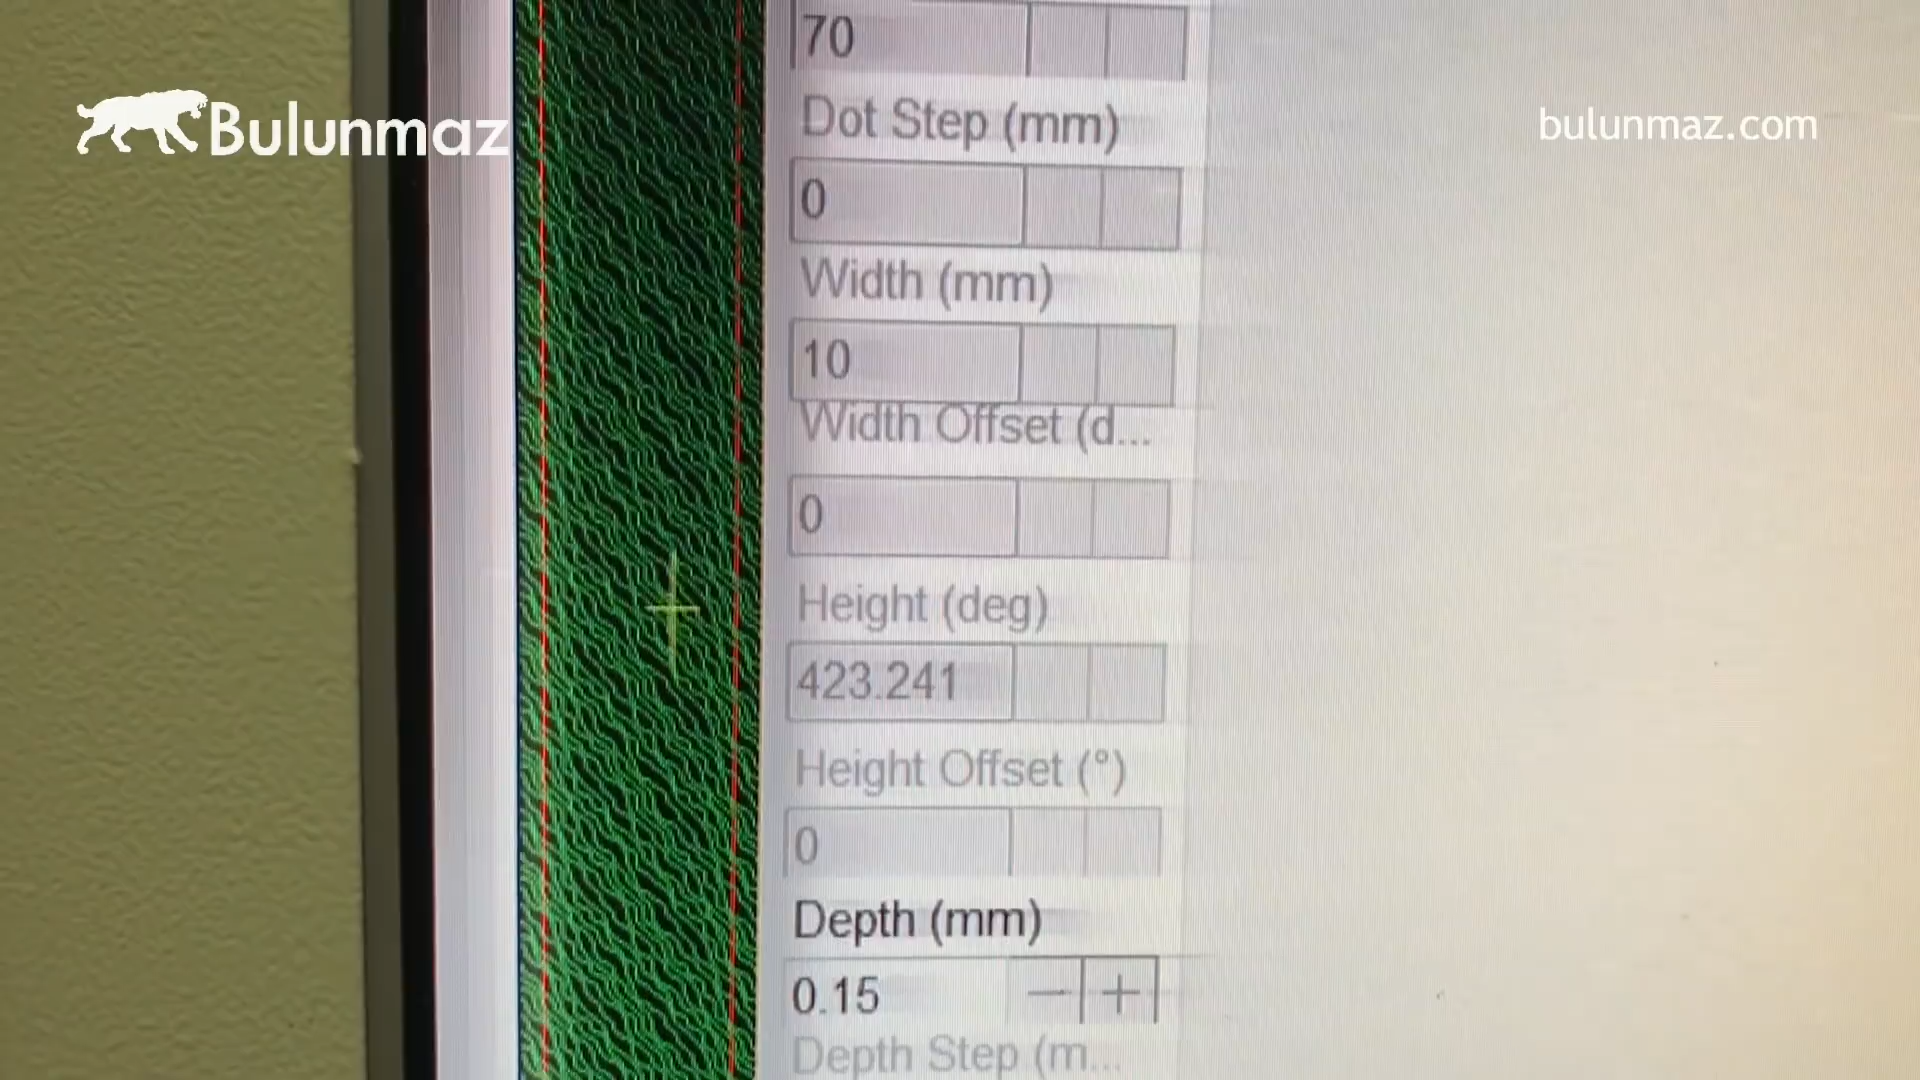 70
Bulunmaz
bulunmaz.com
Dot Step (mm)
0
Width (mm)
10
Width Offset (d...
0
Height (deg)
423.241
Height Offset (°)
0
Depth (mm)
0.15
Depth Step (m...